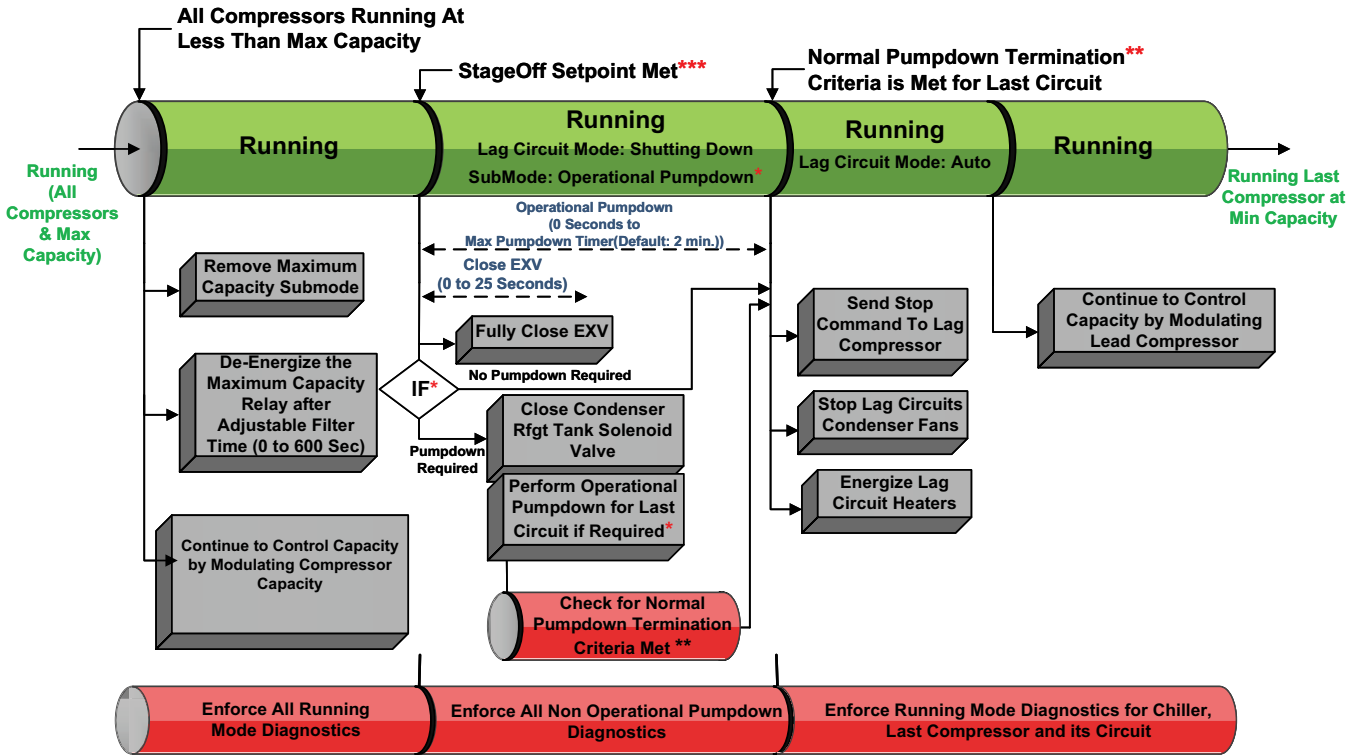 All Compressors Running At
Less Than Max Capacity
StageOff Setpoint Met***
Normal Pumpdown Termination**
Criteria is Met for Last Circuit
Running
(All
Compressors
& Max
Capacity)
Running
Running
Lag Circuit Mode: Shutting Down
SubMode: Operational Pumpdown*
Running
Lag Circuit Mode: Auto
Running
Running Last
Compressor at
Min Capacity
Operational Pumpdown
(0 Seconds to
Max Pumpdown Timer(Default: 2 min.))
Close EXV
(0 to 25 Seconds)
Remove Maximum
Capacity Submode
De-Energize the
Maximum Capacity
Relay after
Adjustable Filter
Time (0 to 600 Sec)
Continue to Control Capacity
by Modulating Compressor
Capacity
Fully Close EXV
IF*
No Pumpdown Required
Pumpdown
Required
Close Condenser
Rfgt Tank Solenoid
Valve
Perform Operational
Pumpdown for Last
Circuit if Required*
Check for Normal
Pumpdown Termination
Criteria Met **
Send Stop
Command To Lag
Compressor
Stop Lag Circuits
Condenser Fans
Energize Lag
Circuit Heaters
Continue to Control
Capacity by Modulating
Lead Compressor
Enforce All Running
Mode Diagnostics
Enforce All Non Operational Pumpdown
Diagnostics
Enforce Running Mode Diagnostics for Chiller,
Last Compressor and its Circuit